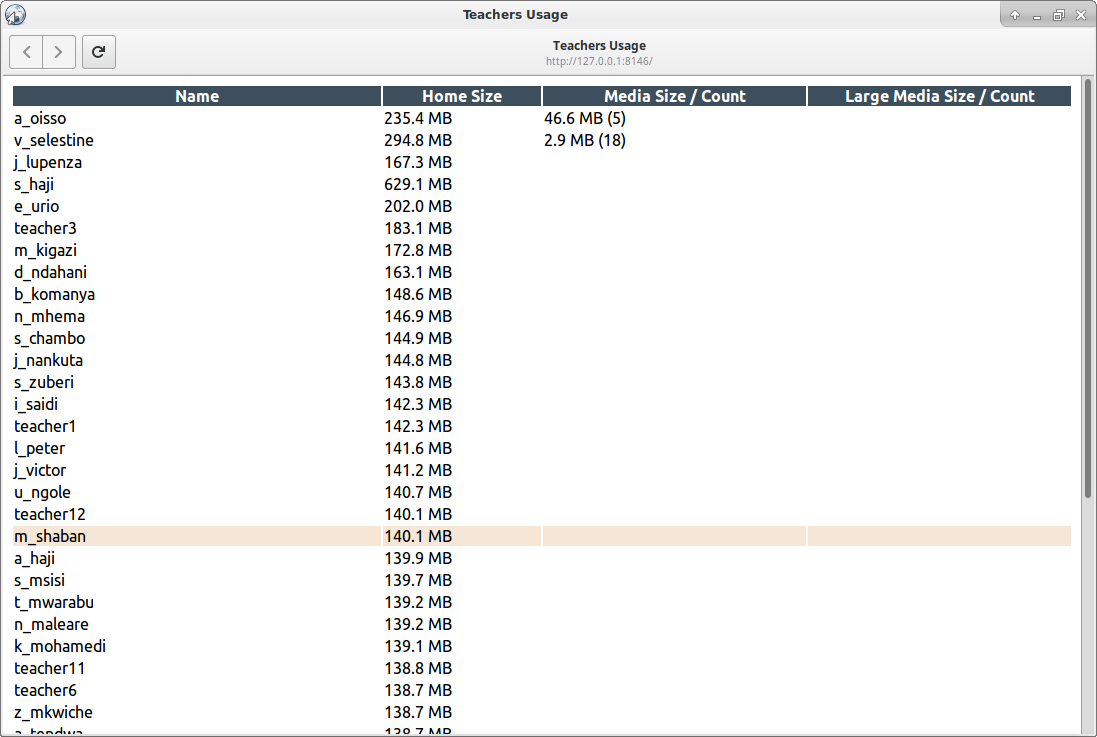 Teachers Usage
Teachers Usage
http://127.0.0.1:8146/
Name Home Size Media Size / Count Large Media Size / Count
a_oisso 235.4 MB 46.6 MB (5)
v_selestine 294.8 MB 2.9 MB (18)
j_lupenza 167.3 MB
s_haji 629.1 MB
e_urio 202.0 MB
teacher3 183.1 MB
m_kigazi 172.8 MB
d_ndahani 163.1 MB
b_komanya 148.6 MB
n_mhema 146.9 MB
s_chambo 144.9 MB
j_nankuta 144.8 MB
s_zuberi 143.8 MB
i_saidi 142.3 MB
teacher1 142.3 MB
l_peter 141.6 MB
j_victor 141.2 MB
u_ngole 140.7 MB
teacher12 140.1 MB
m_shaban 140.1 MB
a_haji 139.9 MB
s_msisi 139.7 MB
t_mwarabu 139.2 MB
n_maleare 139.2 MB
k_mohamedi 139.1 MB
teacher11 138.8 MB
teacher6 138.7 MB
z_mkwiche 138.7 MB
138.7 MB